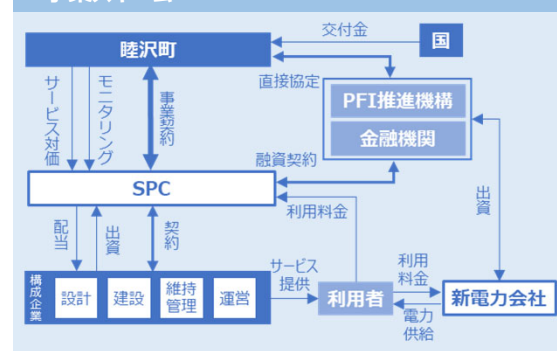 交付金
国
睦沢町
直接協定
サービス対価
モニタリング
事業契約
PFI推進機構
金融機関
融資契約
出資
SPC
利用料金
配当
出資
契約
サービス
提供
利用
料金
構成企業
設計
建設
維持
管理
運営
利用者
新電力会社
電力
供給